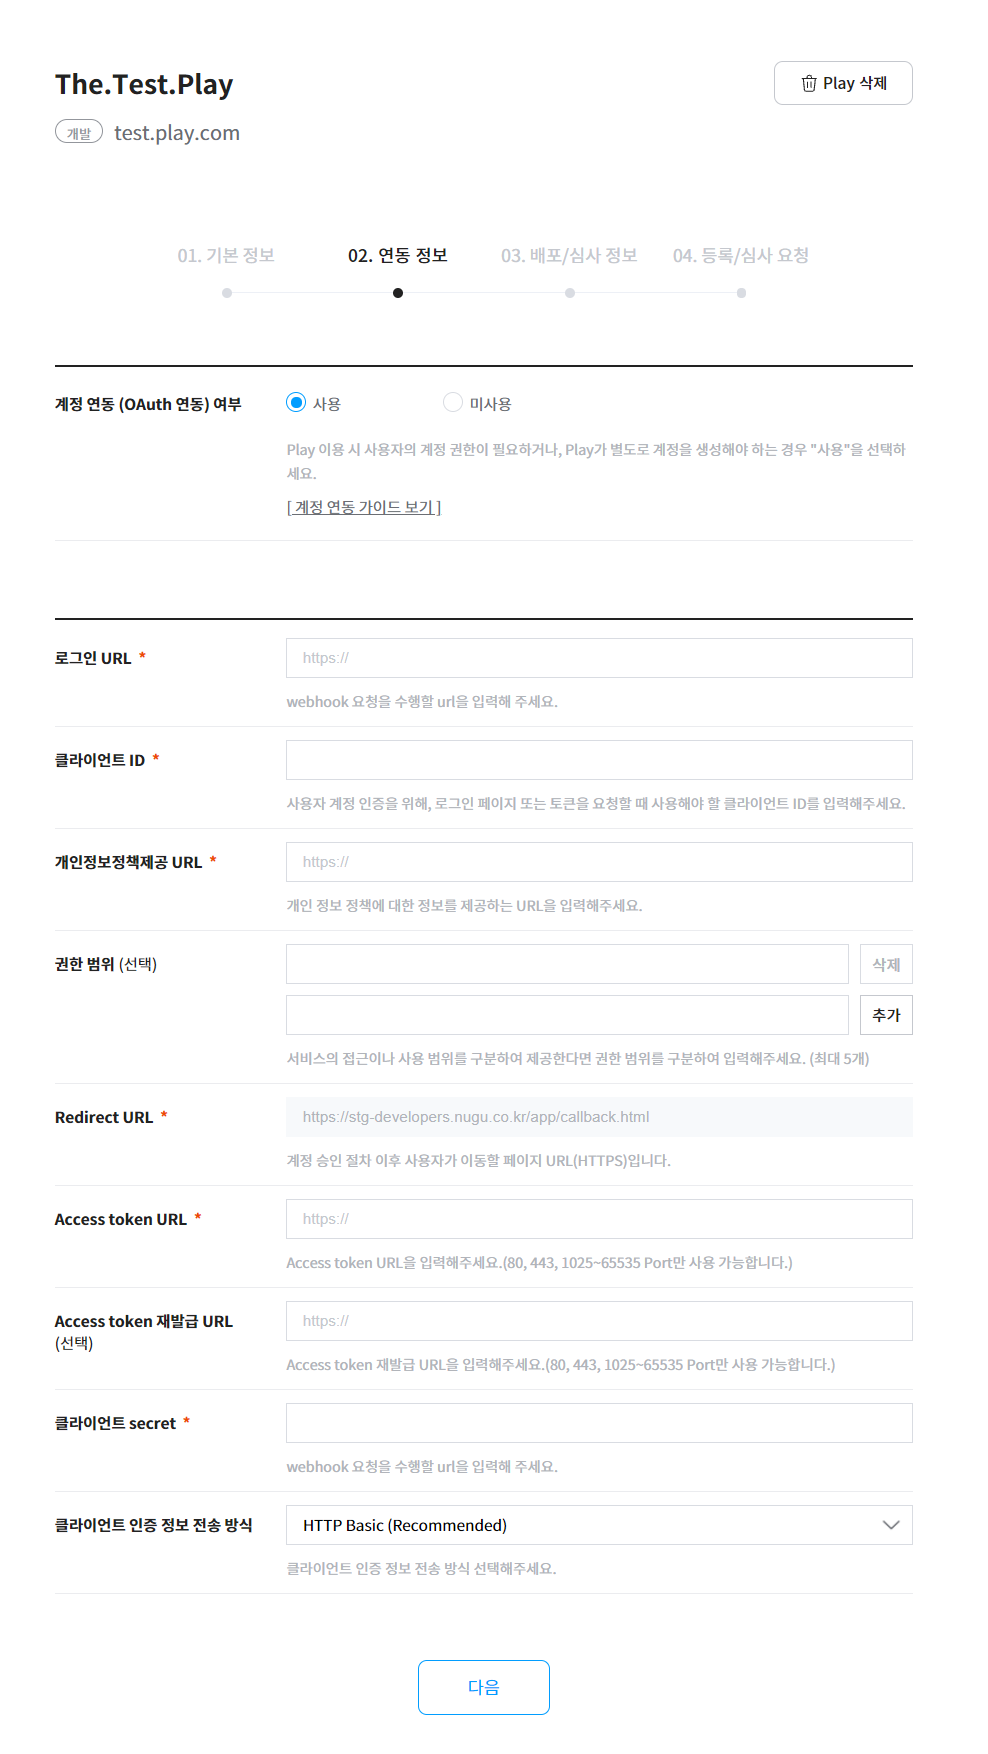 The.Test.Play
Play 삭제
개발 test.play.com
01. 기본 정보 02. 연동 정보 03. 배포/심사 정보 04. 등록/심사 요청
계정 연동 (OAuth 연동) 여부
사용 미사용
Play 이용 시 사용자의 계정 권한이 필요하거나, Play가 별도로 계정을 생성해야 하는 경우 "사용"을 선택하
세요.
[ 계정 연동 가이드 보기 ]
로그인 URL *
https://
webhook 요청을 수행할 url을 입력해 주세요.
클라이언트 ID *
사용자 계정 인증을 위해, 로그인 페이지 또는 토큰을 요청할 때 사용해야 할 클라이언트 ID를 입력해주세요.
개인정보정책제공 URL *
https://
개인 정보 정책에 대한 정보를 제공하는 URL을 입력해주세요.
권한 범위 (선택)
삭제
추가
서비스의 접근이나 사용 범위를 구분하여 제공한다면 권한 범위를 구분하여 입력해주세요. (최대 5개)
Redirect URL *
https://stg-developers.nugu.co.kr/app/callback.html
계정 승인 절차 이후 사용자가 이동할 페이지 URL(HTTPS)입니다.
Access token URL *
https://
Access token URL을 입력해주세요.(80, 443, 1025~65535 Port만 사용 가능합니다.)
Access token 재발급 URL
(선택)
https://
Access token 재발급 URL을 입력해주세요.(80, 443, 1025~65535 Port만 사용 가능합니다.)
클라이언트 secret *
webhook 요청을 수행할 url을 입력해 주세요.
클라이언트 인증 정보 전송 방식
HTTP Basic (Recommended)
클라이언트 인증 정보 전송 방식 선택해주세요.
다음